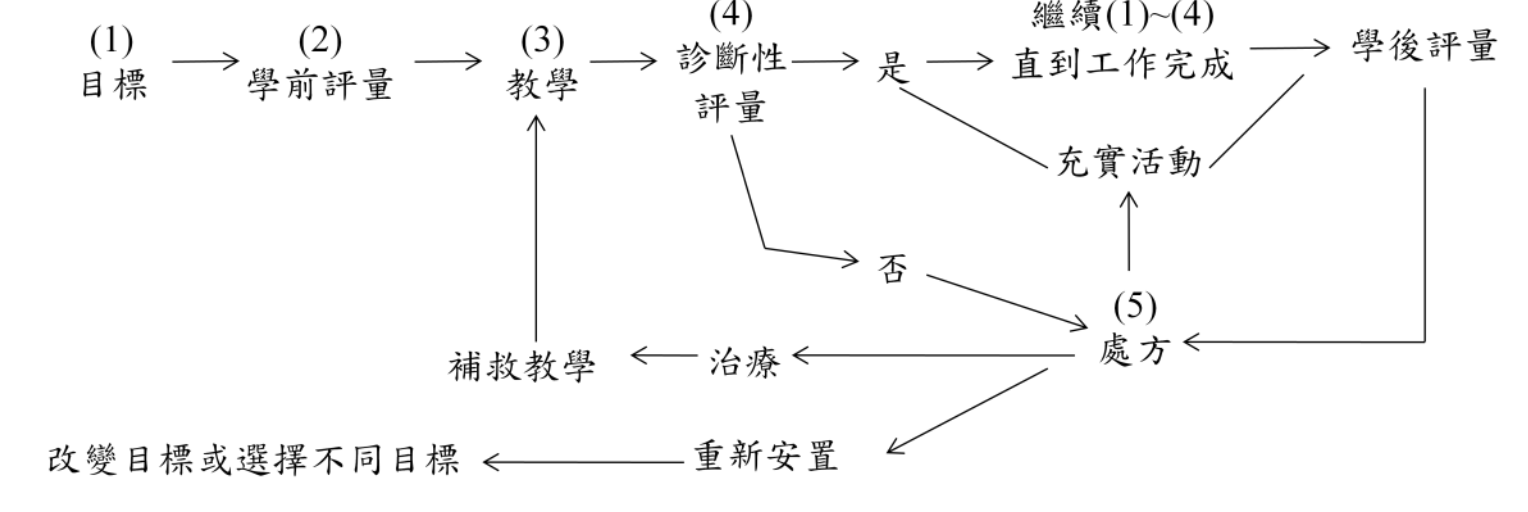 (1)
目標
(2)
學前評量
(3)
教學
(4)
診斷性
評量
是
繼續(1)~(4)
直到工作完成
學後評量
充實活動
否
(5)
處方
治療
補救教學
重新安置
改變目標或選擇不同目標